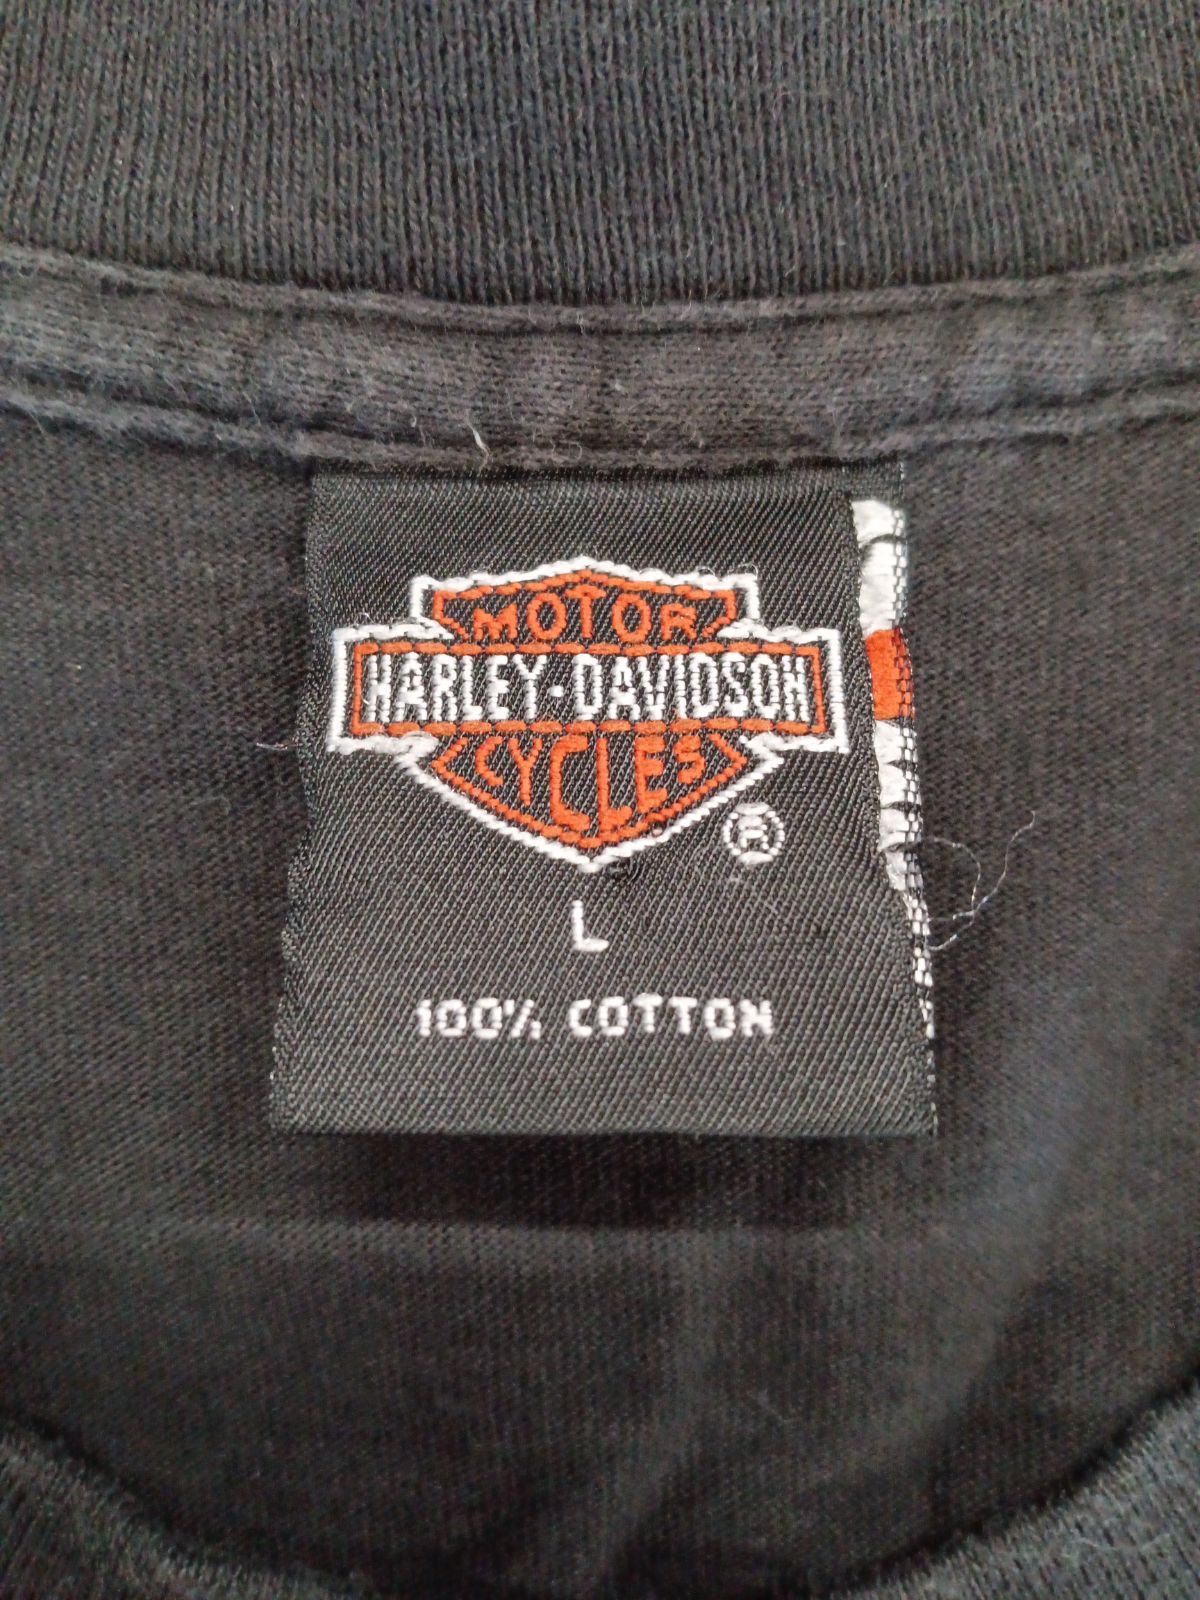 MOTOR
HARLEY-DAVIDSON
CYCLES
®
L
100% COTTON